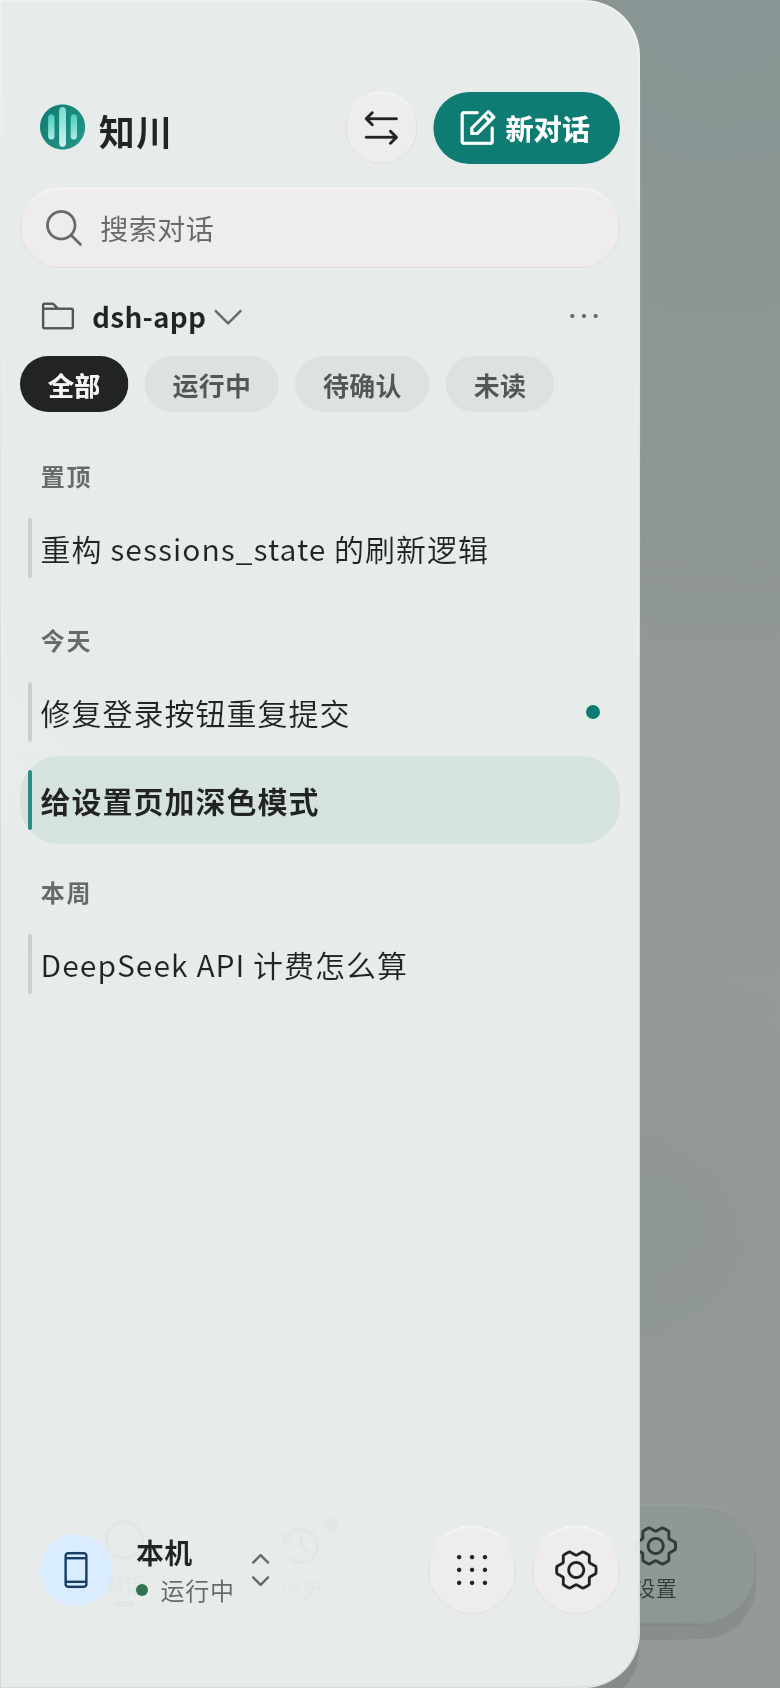 知川
新对话
搜索对话
dsh-app
全部 运行中 待确认 未读
置顶
重构 sessions_state 的刷新逻辑
今天
修复登录按钮重复提交
给设置页加深色模式
本周
DeepSeek API 计费怎么算
本机
运行中
历史
设置